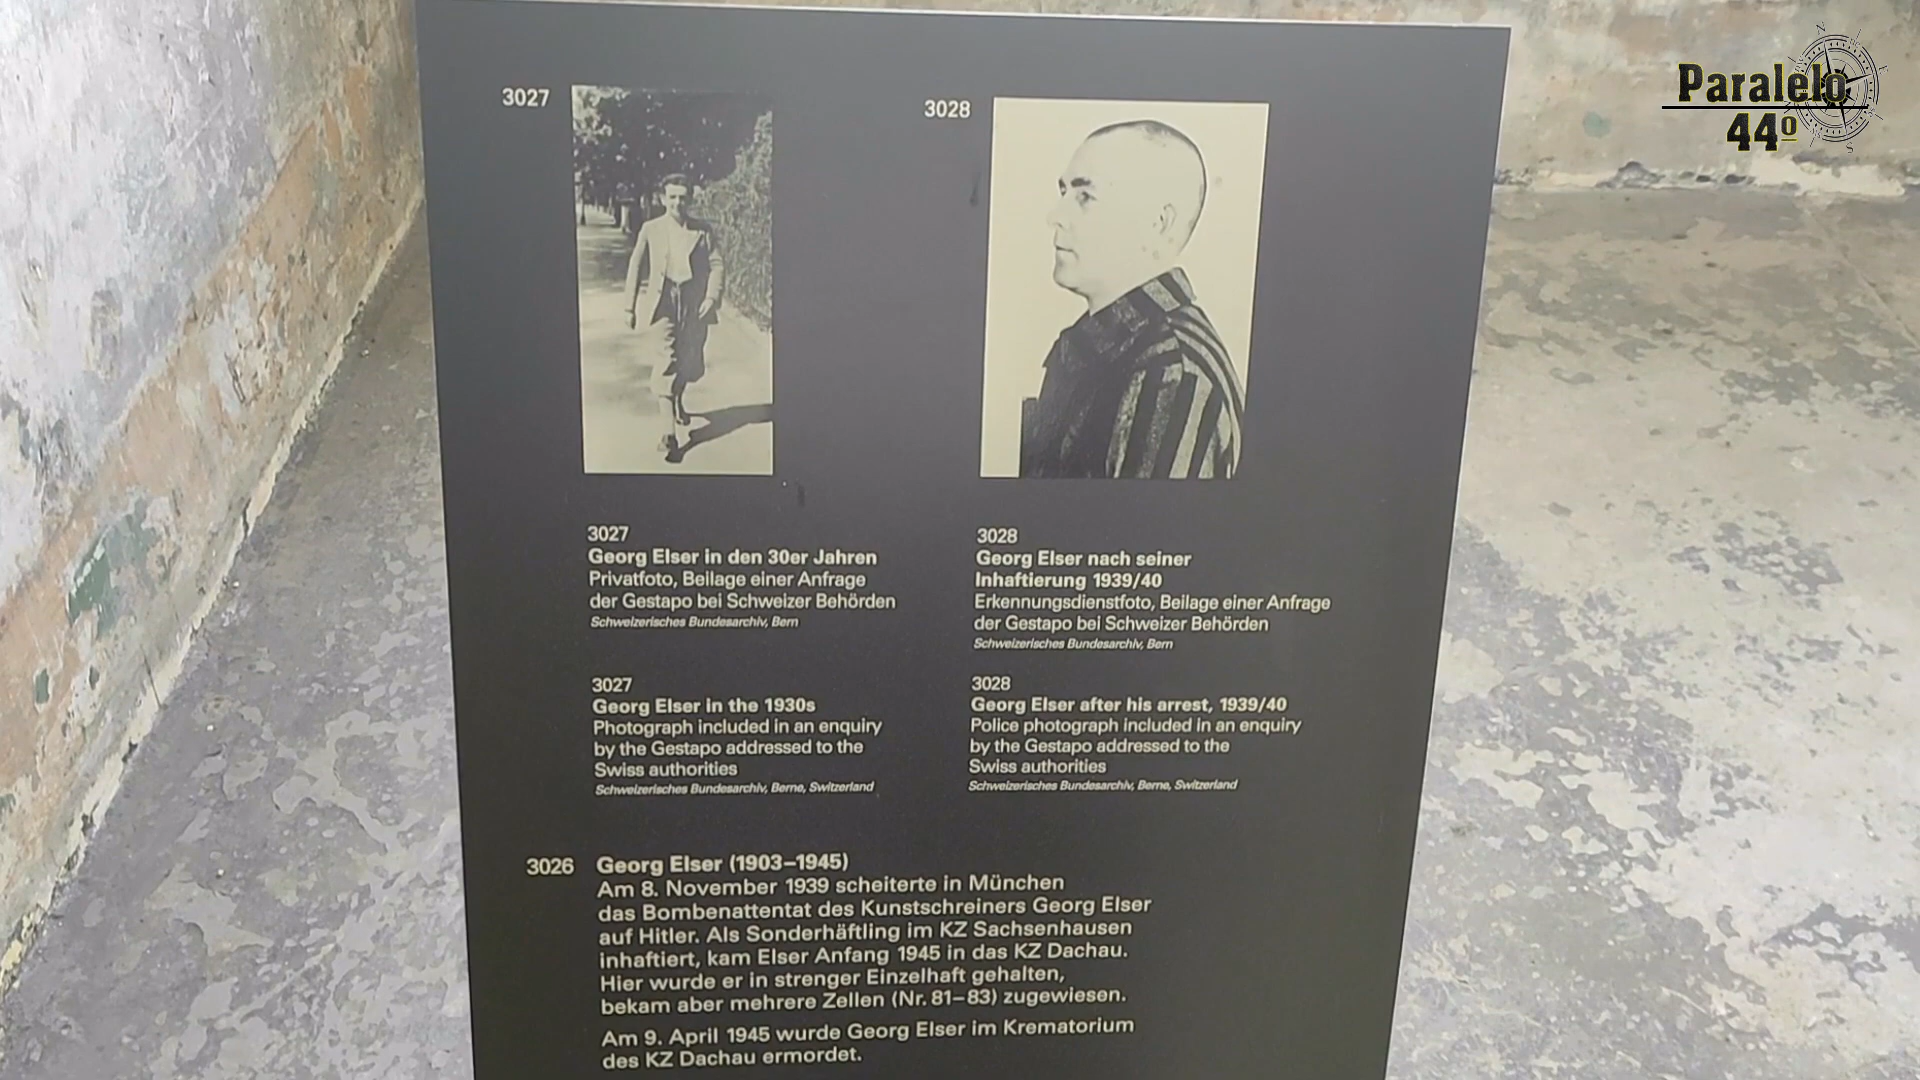 Paralelo
44º
3027
3028
3027
Georg Elser in den 30er Jahren
Privatfoto, Beilage einer Anfrage
der Gestapo bei Schweizer Behörden
Schweizerisches Bundesarchiv, Bern
3028
Georg Elser nach seiner
Inhaftierung 1939/40
Erkennungsdienstfoto, Beilage einer Anfrage
der Gestapo bei Schweizer Behörden
Schweizerisches Bundesarchiv, Bern
3027
Georg Elser in the 1930s
Photograph included in an enquiry
by the Gestapo addressed to the
Swiss authorities
Schweizerisches Bundesarchiv, Berne, Switzerland
3028
Georg Elser after his arrest, 1939/40
Police photograph included in an enquiry
by the Gestapo addressed to the
Swiss authorities
Schweizerisches Bundesarchiv, Berne, Switzerland
3026 Georg Elser (1903–1945)
Am 8. November 1939 scheiterte in München
das Bombenattentat des Kunstschreiners Georg Elser
auf Hitler. Als Sonderhäftling im KZ Sachsenhausen
inhaftiert, kam Elser Anfang 1945 in das KZ Dachau.
Hier wurde er in strenger Einzelhaft gehalten,
bekam aber mehrere Zellen (Nr. 81–83) zugewiesen.
Am 9. April 1945 wurde Georg Elser im Krematorium
des KZ Dachau ermordet.